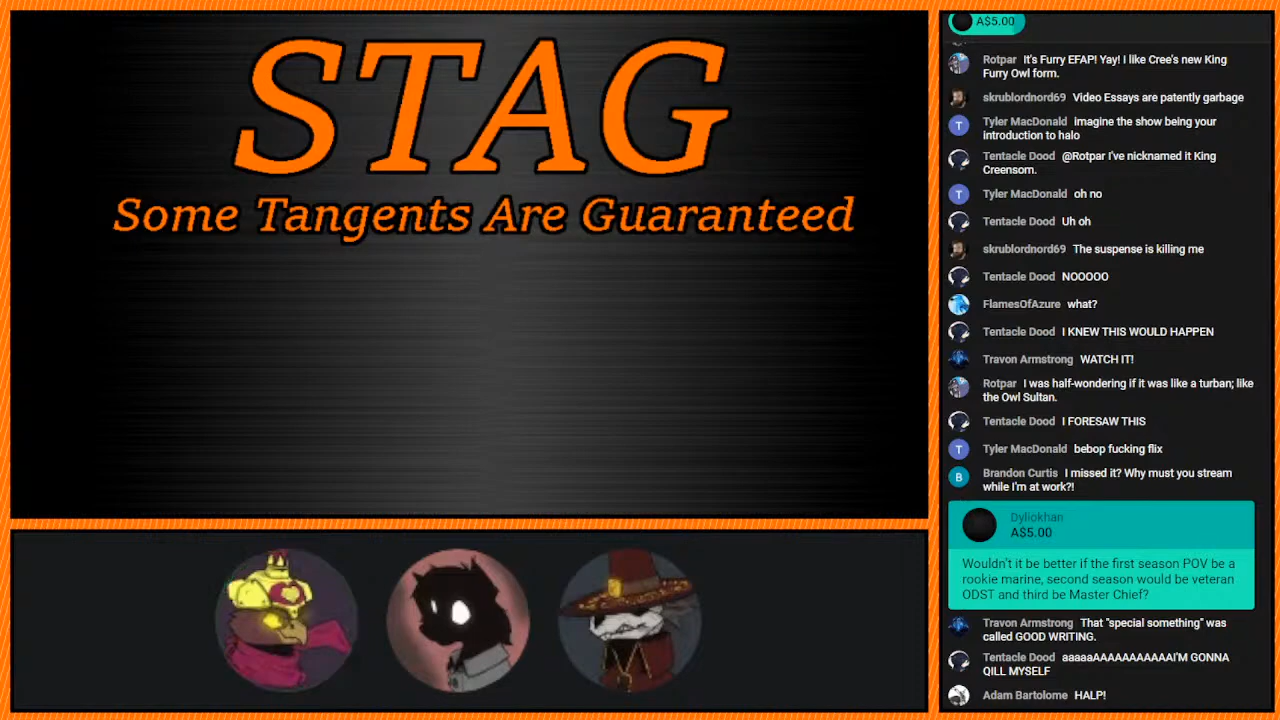 STAG
Some Tangents Are Guaranteed
A$5.00
Rotpar It's Furry EFAP! Yay! I like Cree's new King
Furry Owl form.
skrublordnord69 Video Essays are patently garbage
T
Tyler MacDonald imagine the show being your
introduction to halo
Tentacle Dood @Rotpar I've nicknamed it King
Creensom.
T
Tyler MacDonald oh no
Tentacle Dood Uh oh
skrublordnord69 The suspense is killing me
Tentacle Dood NOOOOO
FlamesOfAzure what?
Tentacle Dood I KNEW THIS WOULD HAPPEN
Travon Armstrong WATCH IT!
Rotpar I was half-wondering if it was like a turban; like
the Owl Sultan.
Tentacle Dood I FORESAW THIS
T
Tyler MacDonald bebop fucking flix
B
Brandon Curtis I missed it? Why must you stream
while I'm at work?!
Dyliokhan
A$5.00
Wouldn't it be better if the first season POV be a
rookie marine, second season would be veteran
ODST and third be Master Chief?
Travon Armstrong That "special something" was
called GOOD WRITING.
Tentacle Dood aaaaaAAAAAAAAAAAI'M GONNA
QILL MYSELF
Adam Bartolome HALP!